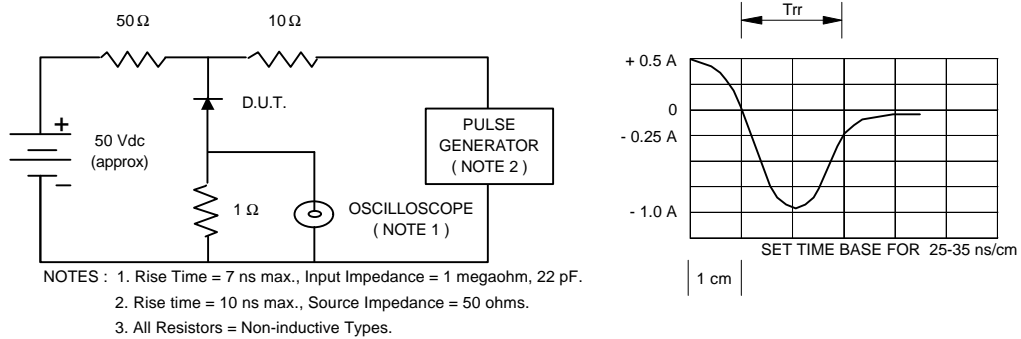 50 Ω
10 Ω
D.U.T.
+
50 Vdc
(approx)
−
1 Ω
OSCILLOSCOPE
( NOTE 1 )
PULSE
GENERATOR
( NOTE 2 )
NOTES : 1. Rise Time = 7 ns max., Input Impedance = 1 megaohm, 22 pF.
2. Rise time = 10 ns max., Source Impedance = 50 ohms.
3. All Resistors = Non-inductive Types.
Trr
+ 0.5 A
0
- 0.25 A
- 1.0 A
SET TIME BASE FOR 25-35 ns/cm
1 cm